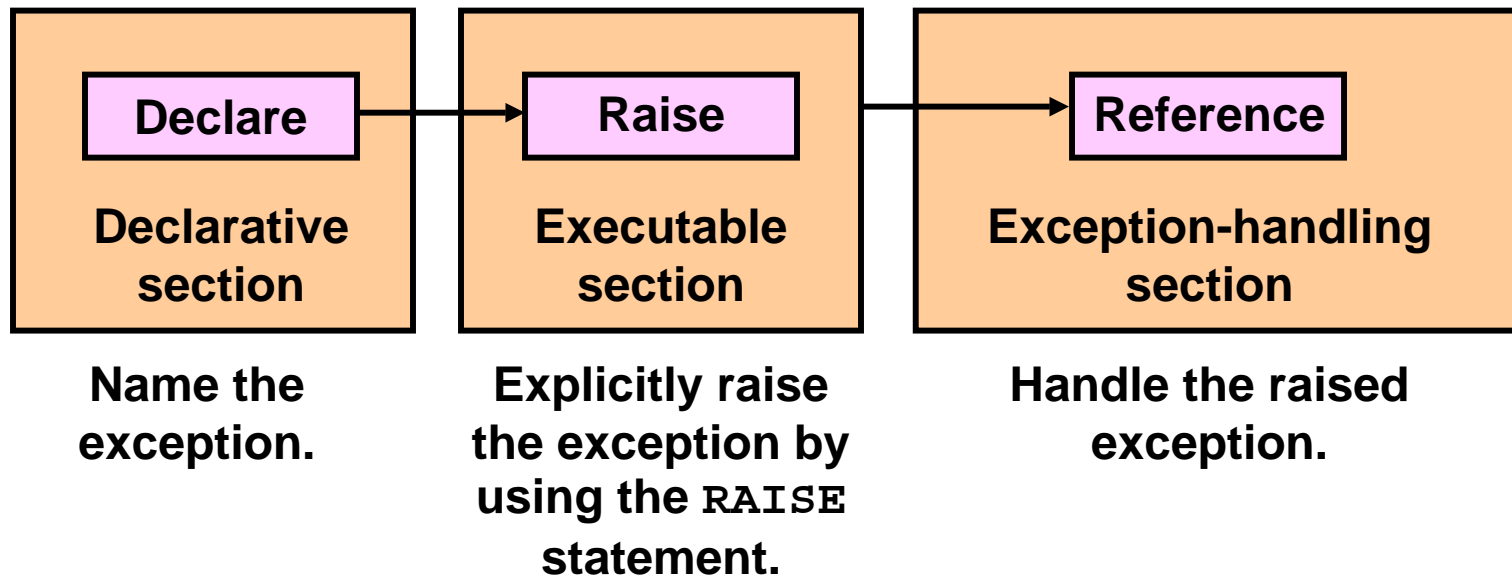 Declare
Declarative
section
Name the
exception.
Raise
Executable
section
Explicitly raise
the exception by
using the RAISE
statement.
Reference
Exception-handling
section
Handle the raised
exception.